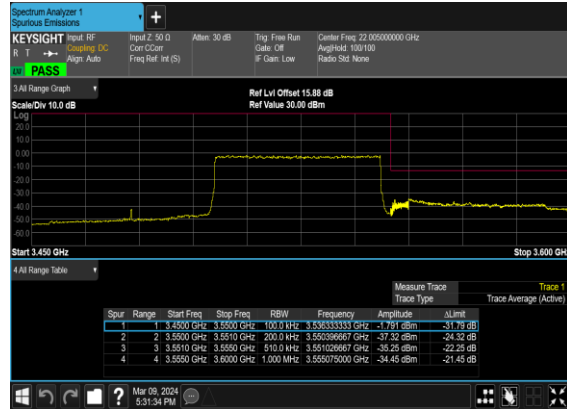 Spectrum Analyzer 1
Spurious Emissions
+
KEYSIGHT Input: RF Input Z: 50 Ω Atten: 30 dB Trig: Free Run Center Freq: 22.005000000 GHz
R T Coupling: DC Corr CCorr Gate: Off Avg|Hold: 100/100
Align: Auto Freq Ref: Int (S) IF Gain: Low Radio Std: None
PASS
3 All Range Graph Ref Lvl Offset 15.88 dB
Scale/Div 10.0 dB Ref Value 30.00 dBm
Log
20.0
10.0
0.00
-10.0
-20.0
-30.0
-40.0
-50.0
-60.0
Start 3.450 GHz Stop 3.600 GH
4 All Range Table
Measure Trace Trace 1
Trace Type Trace Average (Active)
Spur Range Start Freq Stop Freq RBW Frequency Amplitude ΔLimit
1 1 3.4500 GHz 3.5500 GHz 100.0 kHz 3.536333333 GHz -1.791 dBm -31.79 dB
2 2 3.5500 GHz 3.5510 GHz 200.0 kHz 3.550396667 GHz -37.32 dBm -24.32 dB
3 3 3.5510 GHz 3.5550 GHz 510.0 kHz 3.551026667 GHz -35.25 dBm -22.25 dB
4 4 3.5550 GHz 3.6000 GHz 1.000 MHz 3.555075000 GHz -34.45 dBm -21.45 dB
? Mar 09, 2024
5:31:34 PM